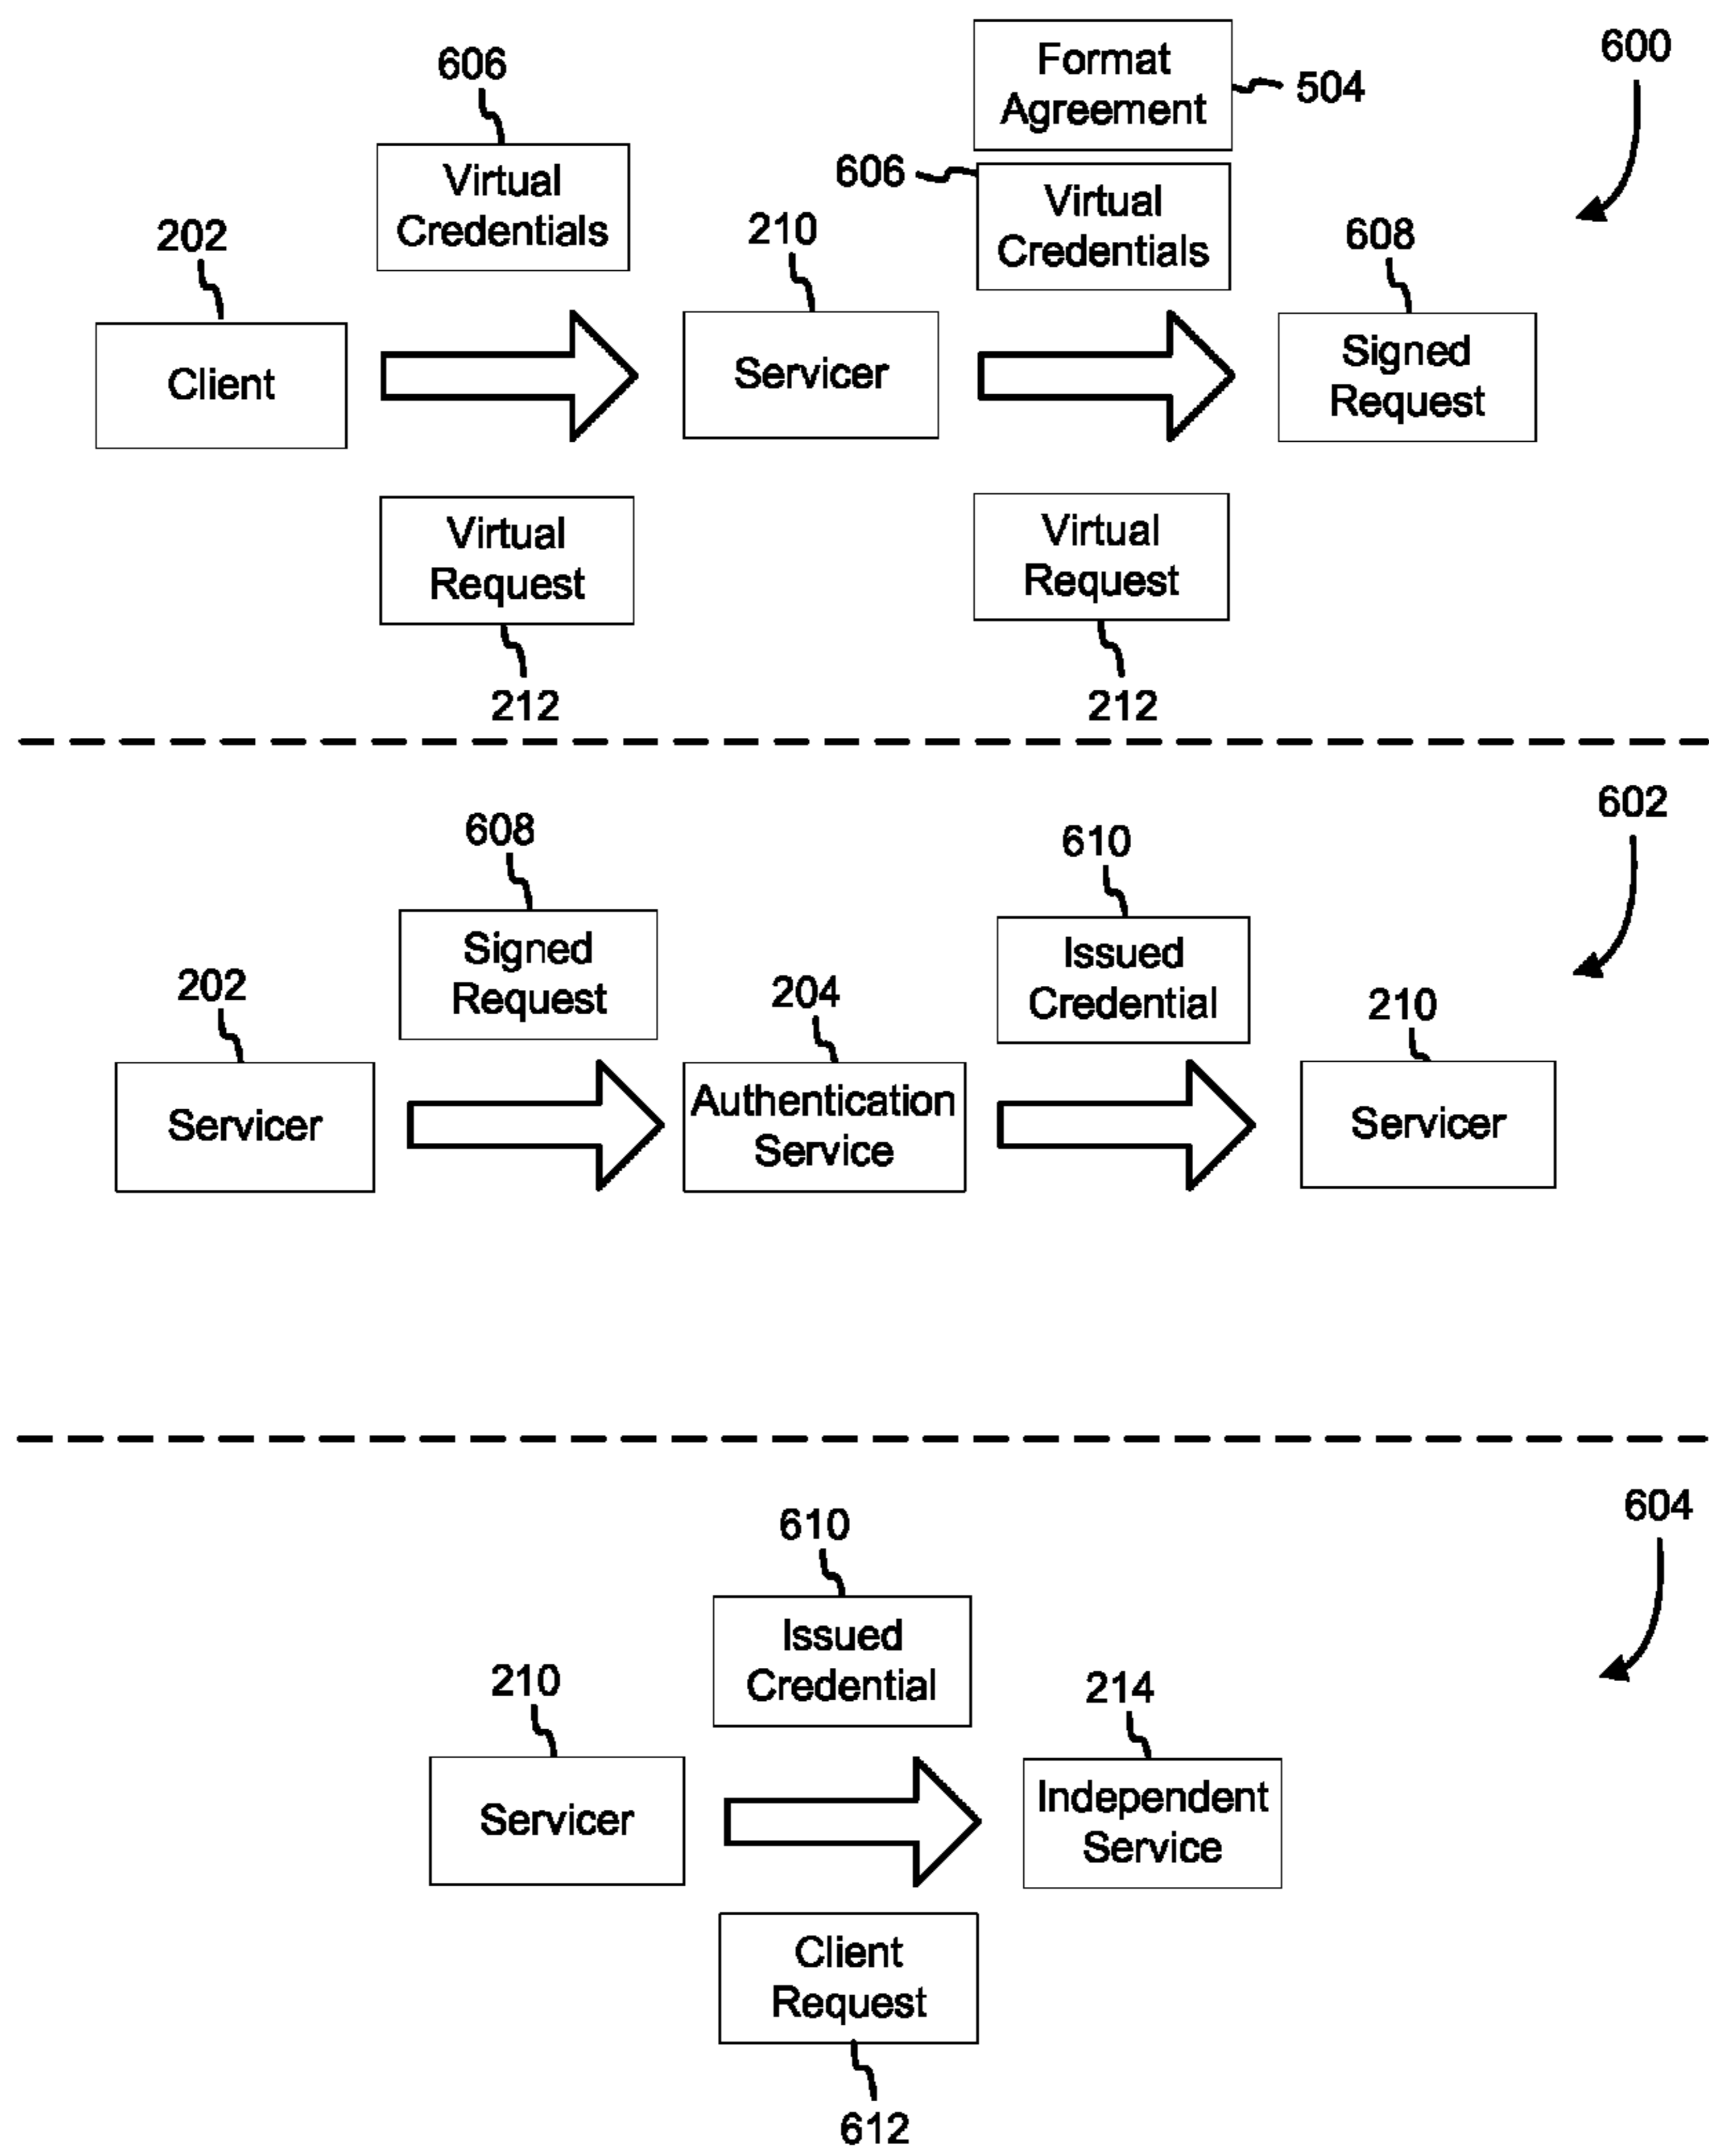 600
606
Format
Agreement
504
Virtual
Credentials
606
Virtual
Credentials
202
210
608
Client
Servicer
Signed
Request
Virtual
Request
Virtual
Request
212
212
602
608
610
Signed
Request
Issued
Credential
202
204
210
Servicer
Authentication
Service
Servicer
604
610
Issued
Credential
210
214
Servicer
Independent
Service
Client
Request
612